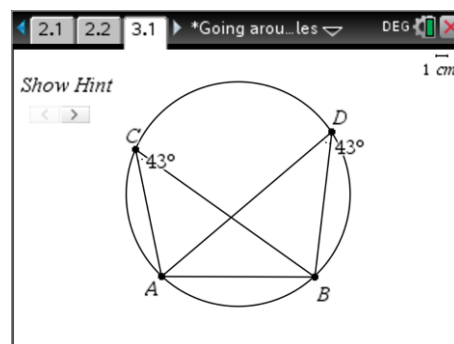 2.1 2.2 3.1 *Going arou…les DEG
1 cm
Show Hint
C
43°
D
43°
A
B